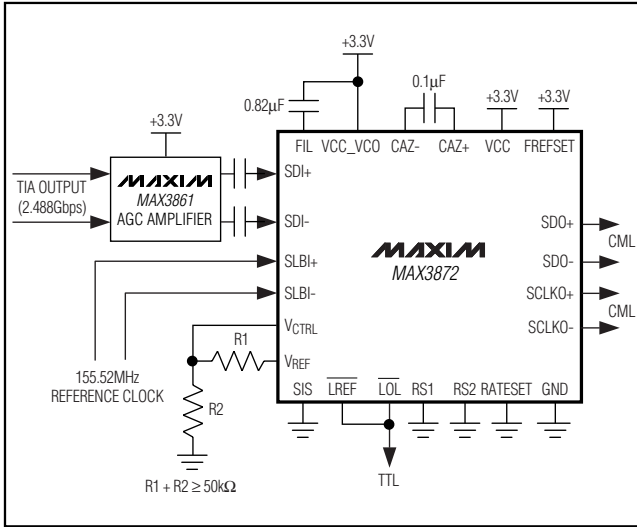 +3.3V
0.82µF
0.1µF
+3.3V
+3.3V
+3.3V
FIL
VCC_VCO
CAZ-
CAZ+
VCC
FREFSET
TIA OUTPUT
(2.488Gbps)
MAXIM
MAX3861
AGC AMPLIFIER
SDI+
SDI-
SLBI+
SLBI-
VCTRL
VREF
MAXIM
MAX3872
SDO+
SDO-
CML
SCLKO+
SCLKO-
CML
155.52MHz
REFERENCE CLOCK
R1
R2
R1 + R2 ≥ 50kΩ
SIS
LREF
LOL
RS1
RS2
RATESET
GND
TTL